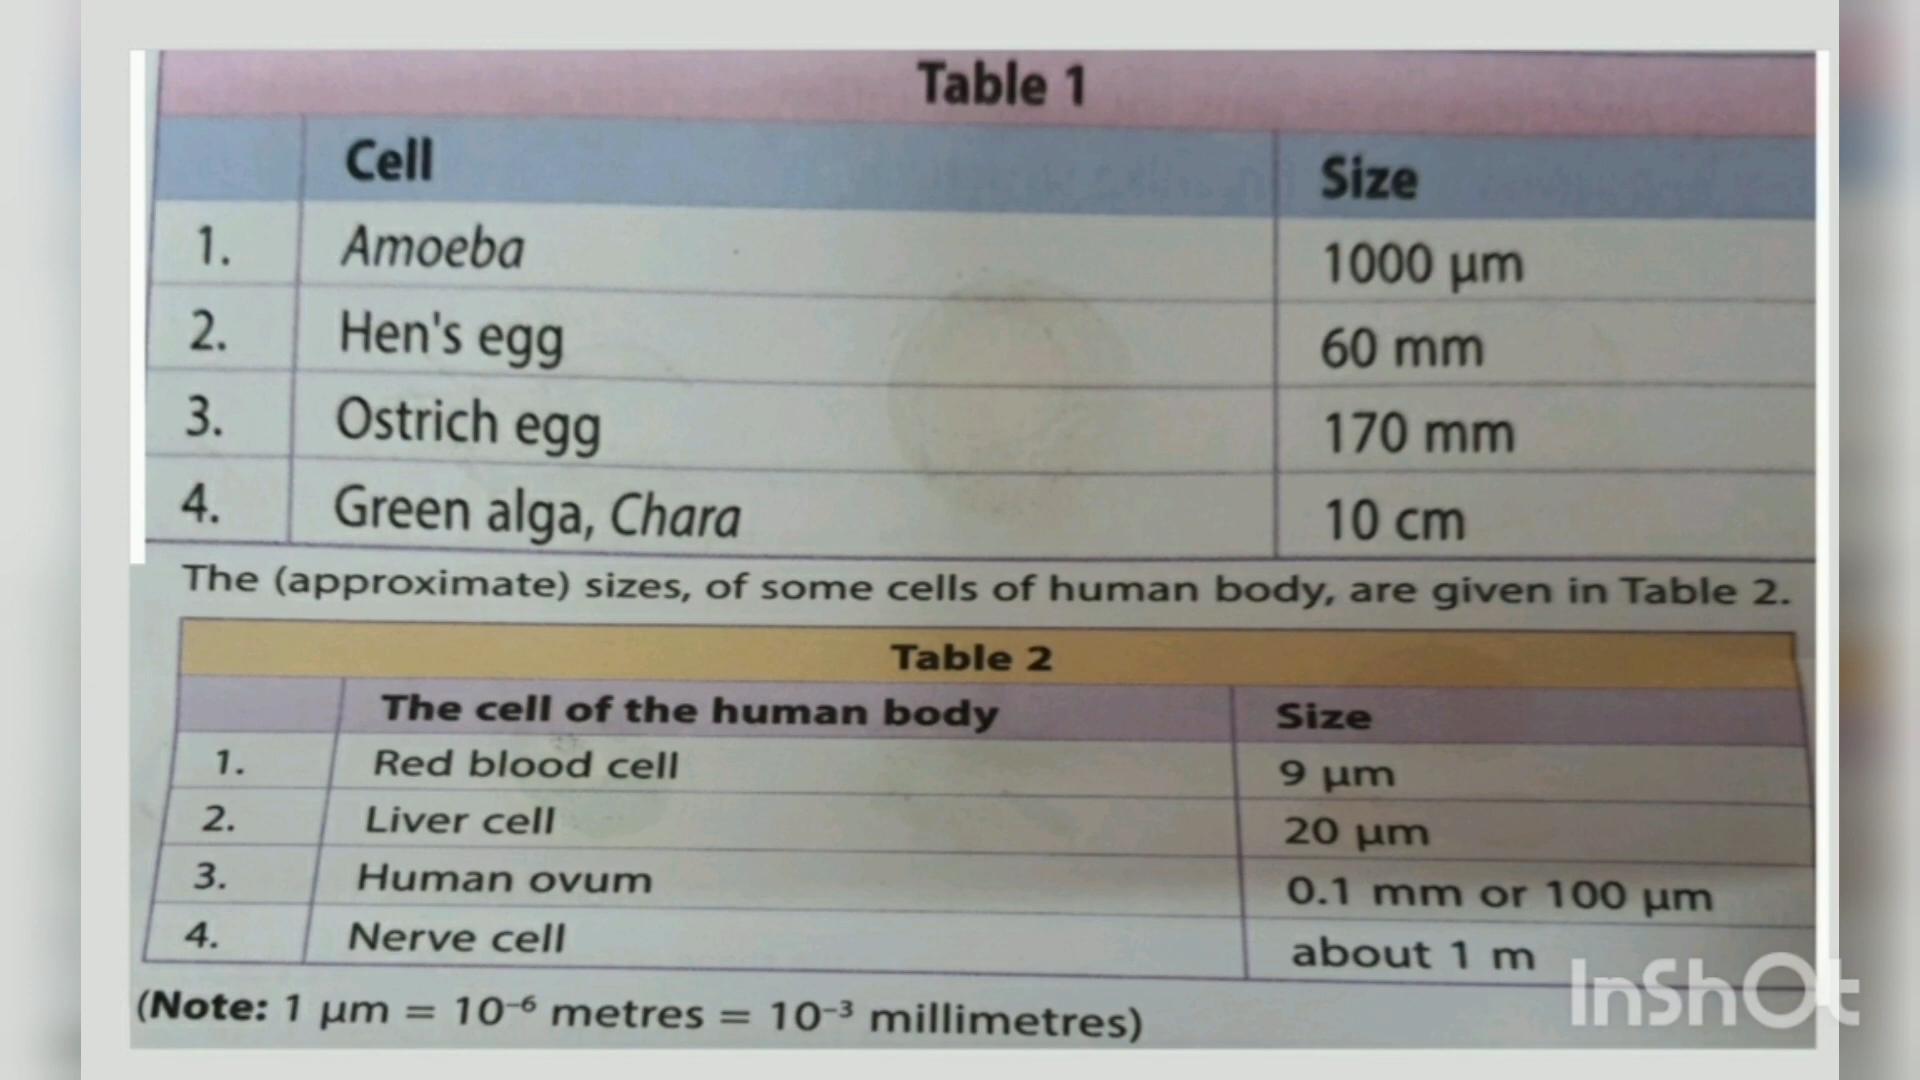 Table 1
Cell Size
1. Amoeba 1000 µm
2. Hen's egg 60 mm
3. Ostrich egg 170 mm
4. Green alga, Chara 10 cm
The (approximate) sizes, of some cells of human body, are given in Table 2.
Table 2
The cell of the human body Size
1. Red blood cell 9 µm
2. Liver cell 20 µm
3. Human ovum 0.1 mm or 100 µm
4. Nerve cell about 1 m
(Note: 1 µm = 10⁻⁶ metres = 10⁻³ millimetres)
InShOt